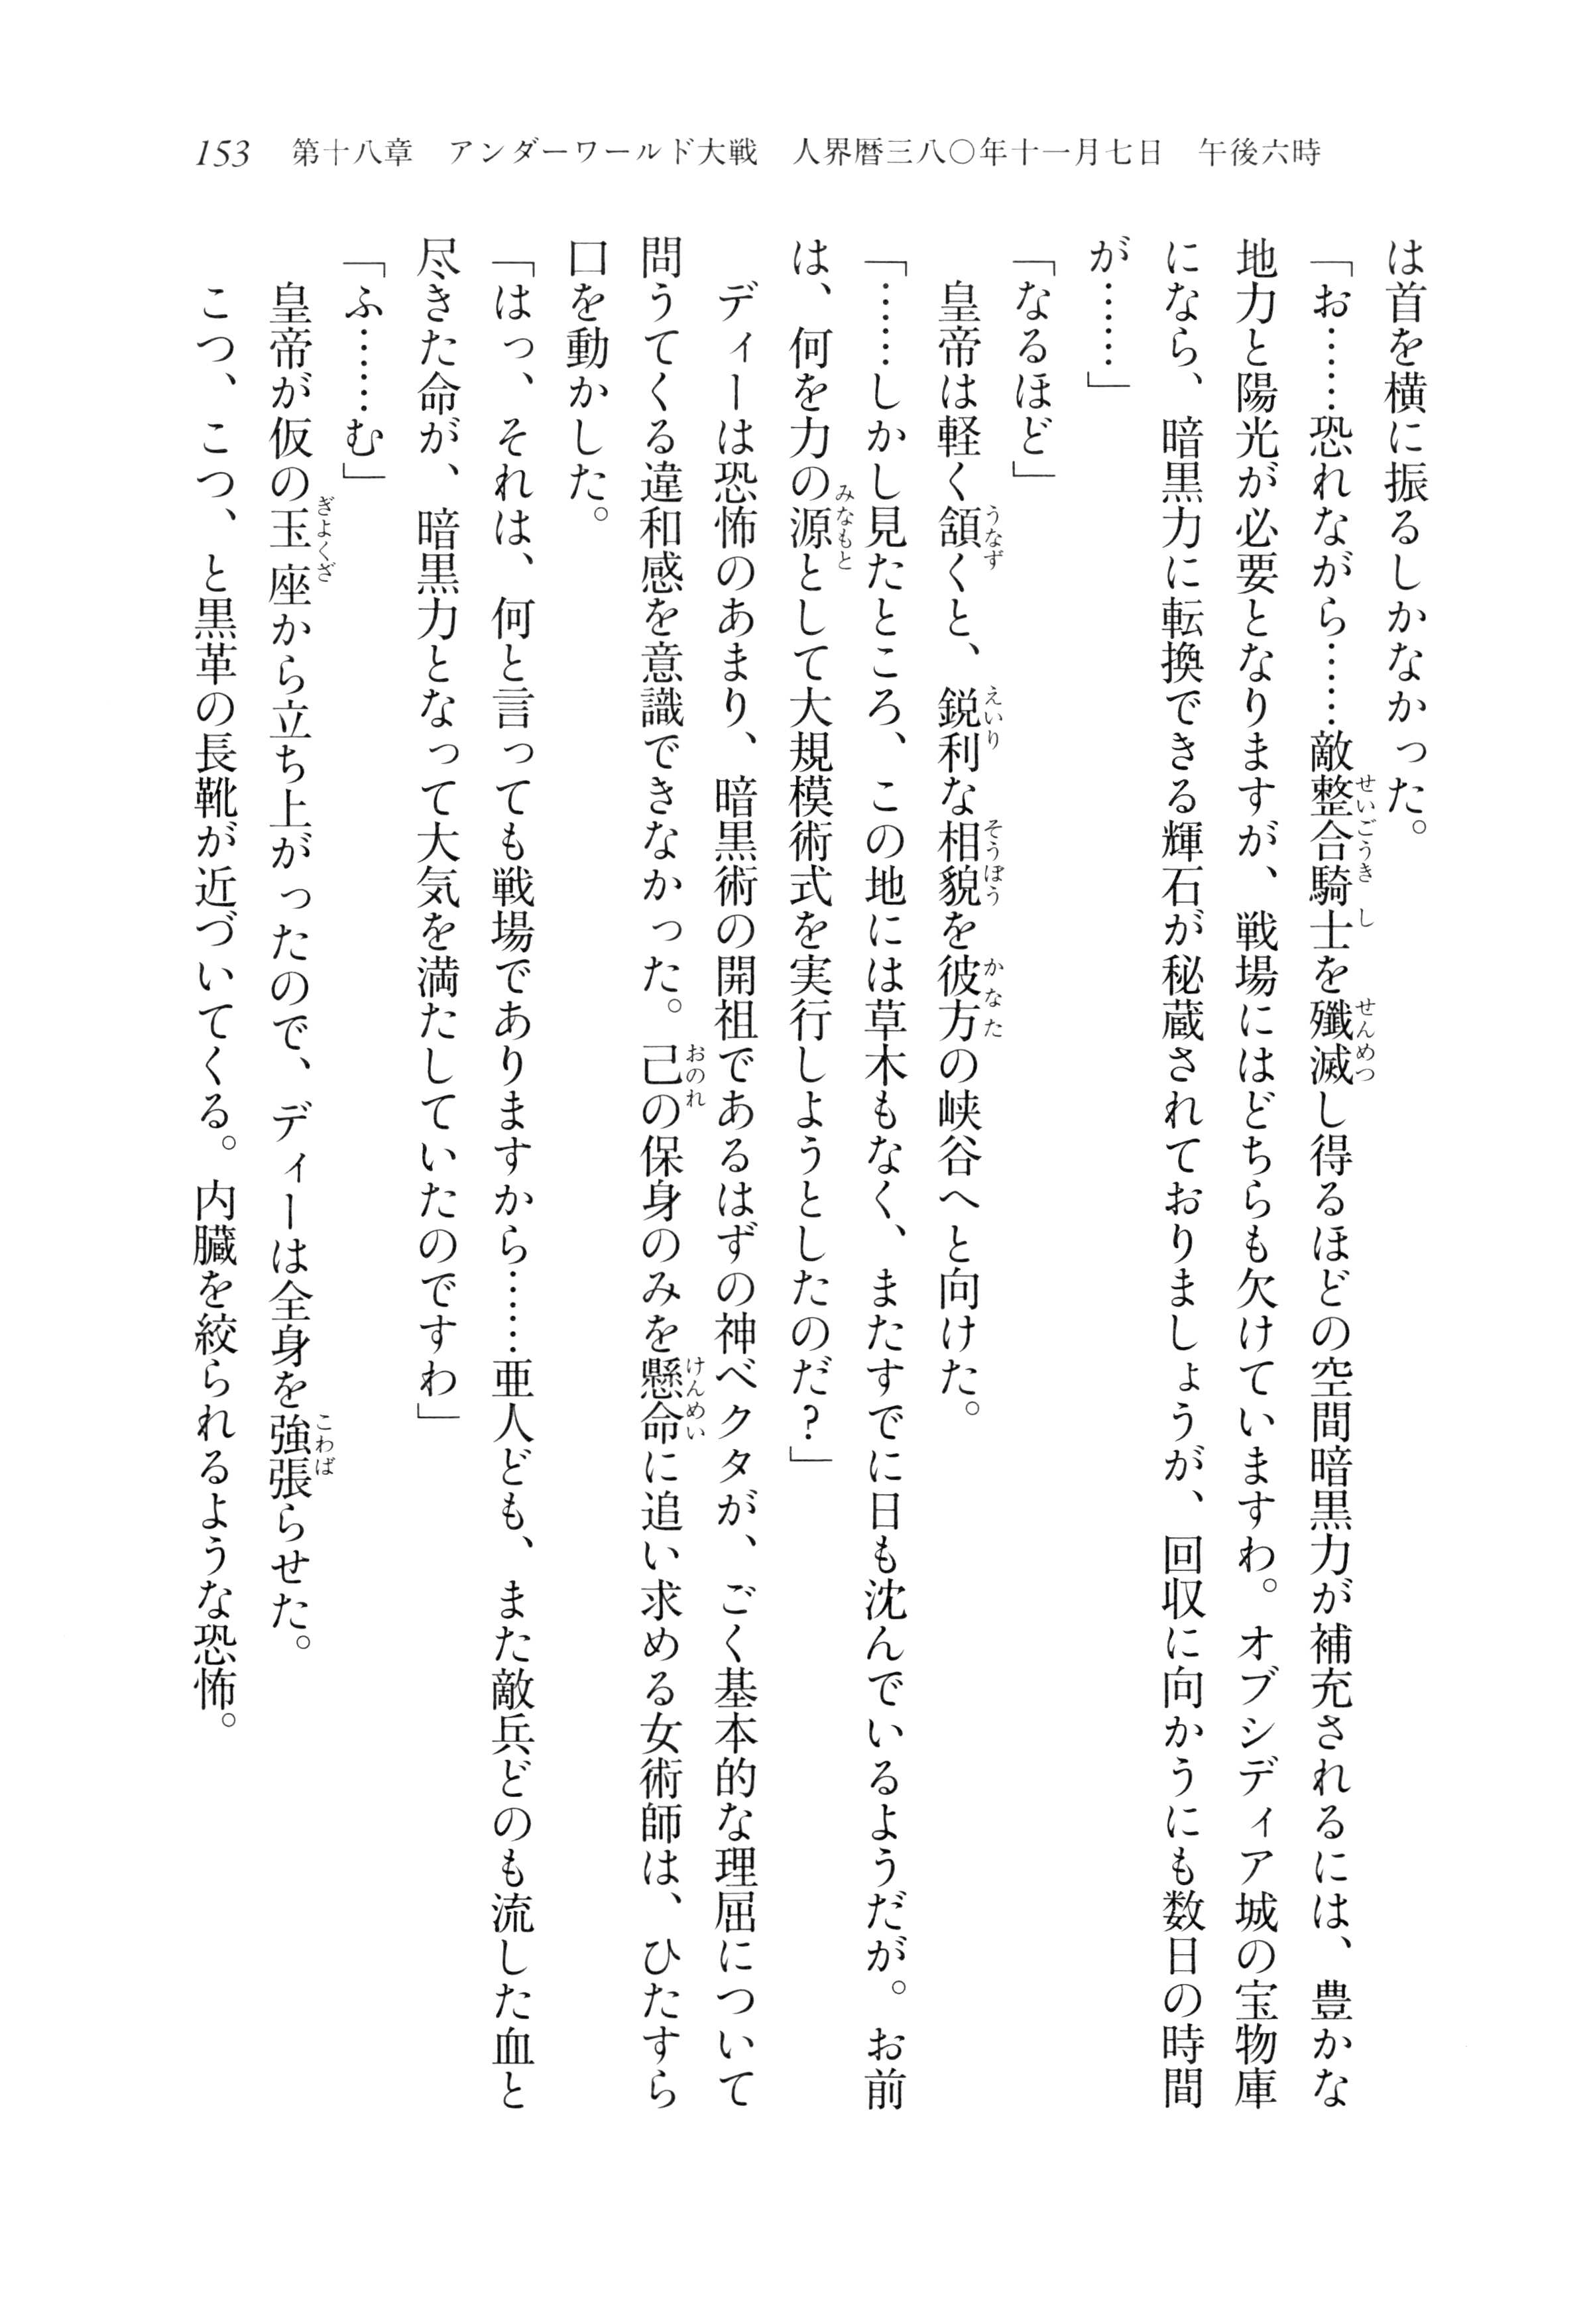 153　第十八章　アンダーワールド大戦　人界暦三八〇年十一月七日　午後六時
は首を横に振るしかなかった。
「お……恐れながら……敵整合騎士を殲滅し得るほどの空間暗黒力が補充されるには、豊かな
地力と陽光が必要となりますが、戦場にはどちらも欠けていますわ。オブシディア城の宝物庫
になら、暗黒力に転換できる輝石が秘蔵されておりましょうが、回収に向かうにも数日の時間
が……」
「なるほど」
　皇帝は軽く頷くと、鋭利な相貌を彼方の峡谷へと向けた。
「……しかし見たところ、この地には草木もなく、またすでに日も沈んでいるようだが。お前
は、何を力の源として大規模術式を実行しようとしたのだ？」
　ディーは恐怖のあまり、暗黒術の開祖であるはずの神ベクタが、ごく基本的な理屈について
問うてくる違和感を意識できなかった。己の保身のみを懸命に追い求める女術師は、ひたすら
口を動かした。
「はっ、それは、何と言っても戦場でありますから……亜人ども、また敵兵どのも流した血と
尽きた命が、暗黒力となって大気を満たしていたのですわ」
「ふ……む」
　皇帝が仮の玉座から立ち上がったので、ディーは全身を強張らせた。
　こつ、こつ、と黒革の長靴が近づいてくる。内臓を絞られるような恐怖。